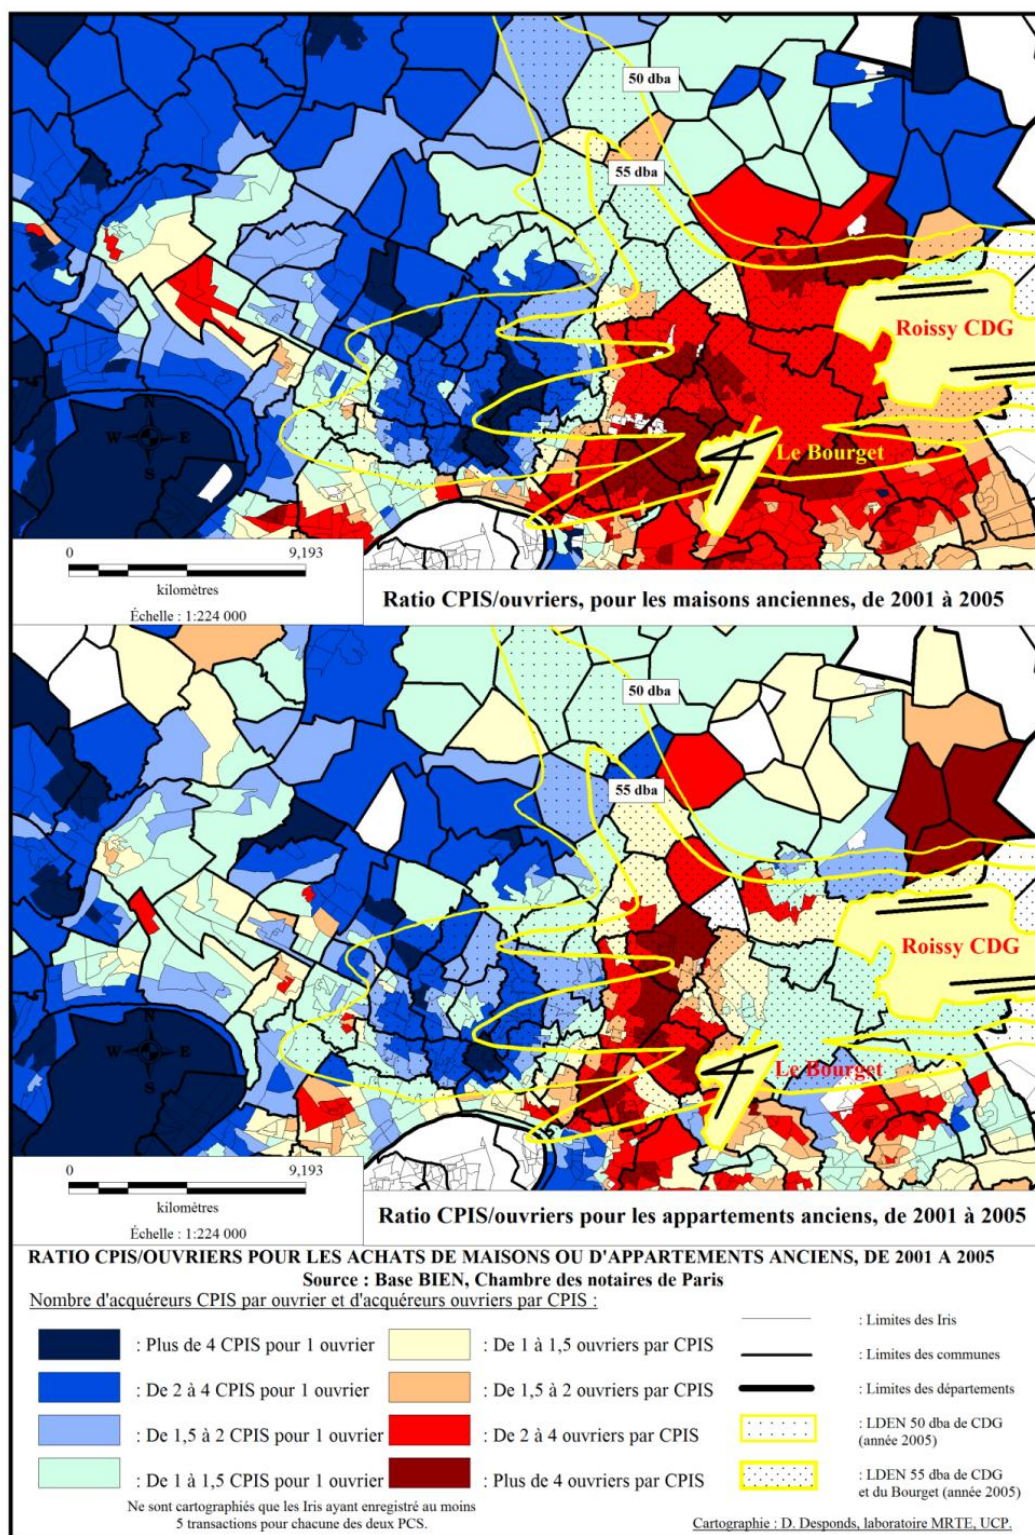 50 dba
55 dba
Roissy CDG
Le Bourget
N
W E
S
0 9,193
kilomètres
Échelle : 1:224 000
Ratio CPIS/ouvriers, pour les maisons anciennes, de 2001 à 2005
50 dba
55 dba
Roissy CDG
Le Bourget
N
W E
S
0 9,193
kilomètres
Échelle : 1:224 000
Ratio CPIS/ouvriers pour les appartements anciens, de 2001 à 2005
RATIO CPIS/OUVRIERS POUR LES ACHATS DE MAISONS OU D'APPARTEMENTS ANCIENS, DE 2001 A 2005
Source : Base BIEN, Chambre des notaires de Paris
Nombre d'acquéreurs CPIS par ouvrier et d'acquéreurs ouvriers par CPIS :
: Plus de 4 CPIS pour 1 ouvrier
: De 2 à 4 CPIS pour 1 ouvrier
: De 1,5 à 2 CPIS pour 1 ouvrier
: De 1 à 1,5 CPIS pour 1 ouvrier
: De 1 à 1,5 ouvriers par CPIS
: De 1,5 à 2 ouvriers par CPIS
: De 2 à 4 ouvriers par CPIS
: Plus de 4 ouvriers par CPIS
: Limites des Iris
: Limites des communes
: Limites des départements
: LDEN 50 dba de CDG
(année 2005)
: LDEN 55 dba de CDG
et du Bourget (année 2005)
Ne sont cartographiés que les Iris ayant enregistré au moins
5 transactions pour chacune des deux PCS.
Cartographie : D. Desponds, laboratoire MRTE, UCP.